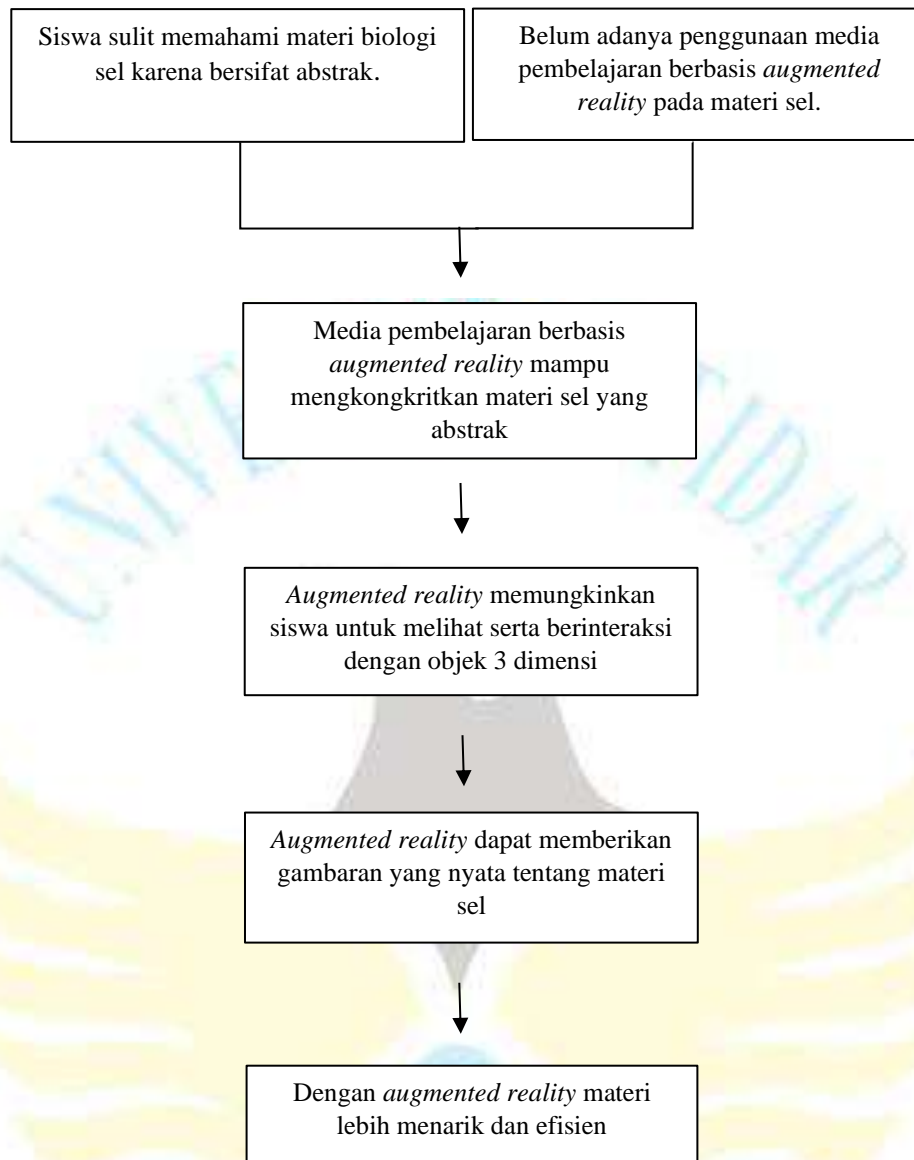 Siswa sulit memahami materi biologi
sel karena bersifat abstrak.
Belum adanya penggunaan media
pembelajaran berbasis augmented
reality pada materi sel.
Media pembelajaran berbasis
augmented reality mampu
mengkongkritkan materi sel yang
abstrak
Augmented reality memungkinkan
siswa untuk melihat serta berinteraksi
dengan objek 3 dimensi
Augmented reality dapat memberikan
gambaran yang nyata tentang materi
sel
Dengan augmented reality materi
lebih menarik dan efisien